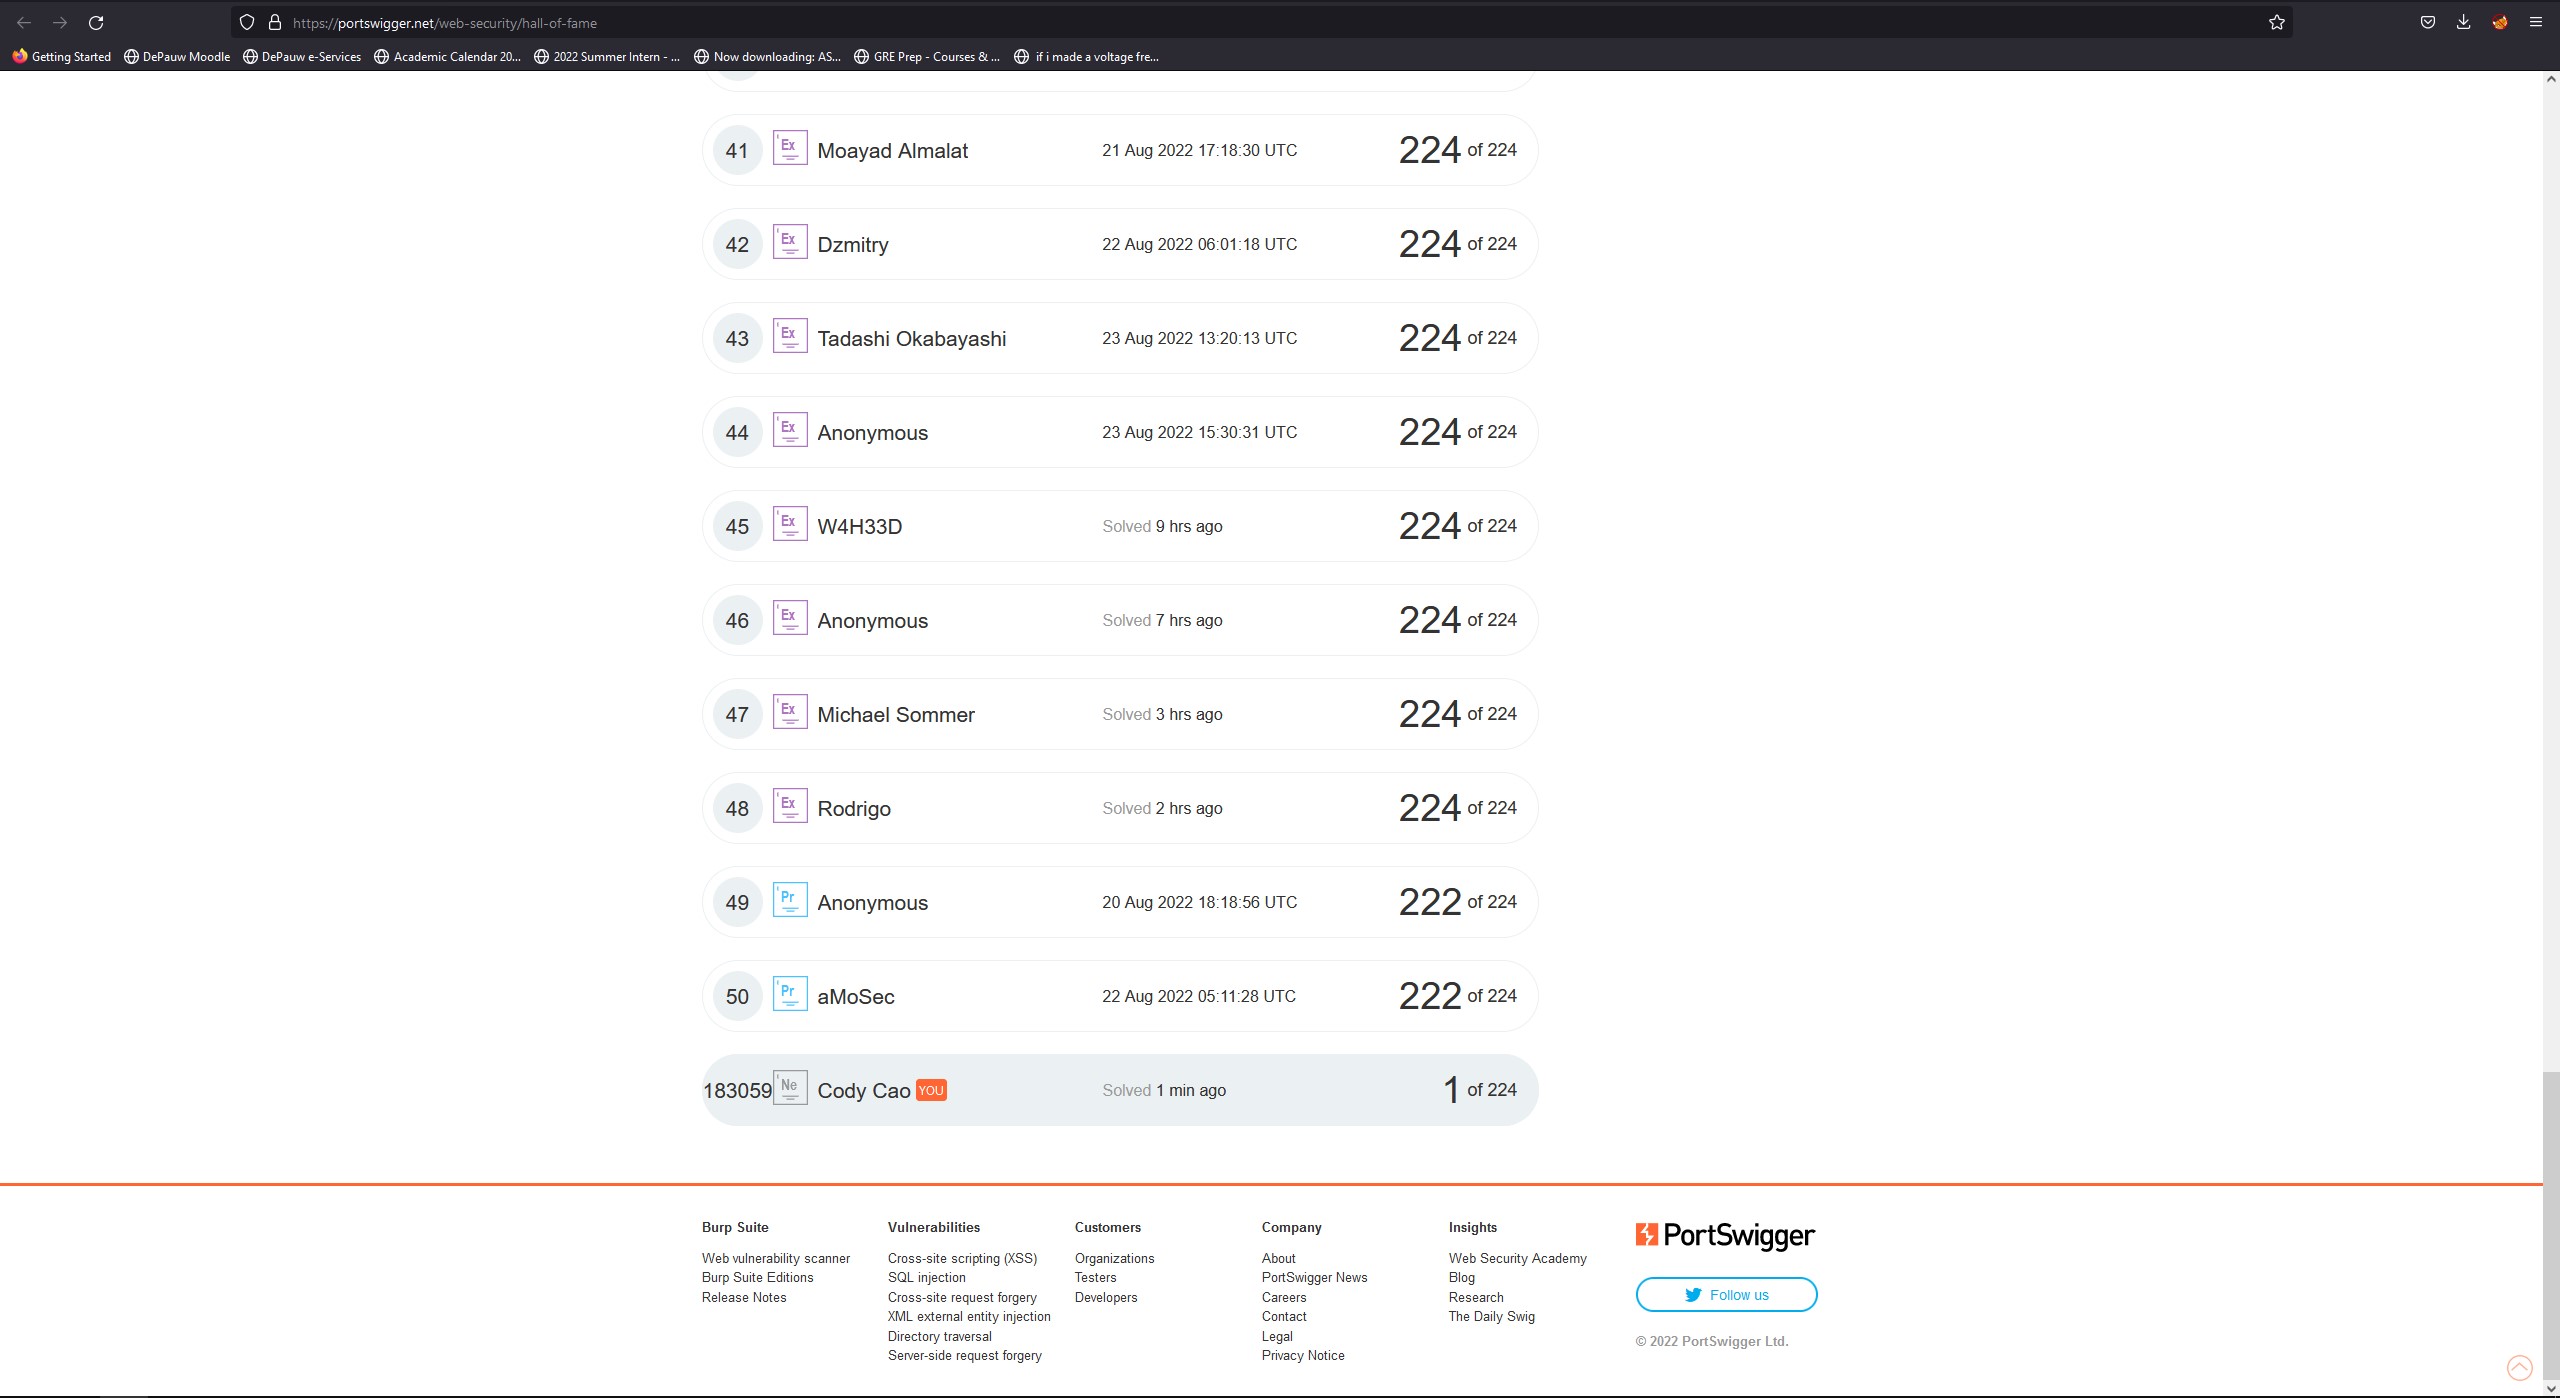 https://portswigger.net/web-security/hall-of-fame
Getting Started DePauw Moodle DePauw e-Services Academic Calendar 20... 2022 Summer Intern - ... Now downloading: AS... GRE Prep - Courses & ... if i made a voltage fre...
41 Ex Moayad Almalat 21 Aug 2022 17:18:30 UTC 224 of 224
42 Ex Dzmitry 22 Aug 2022 06:01:18 UTC 224 of 224
43 Ex Tadashi Okabayashi 23 Aug 2022 13:20:13 UTC 224 of 224
44 Ex Anonymous 23 Aug 2022 15:30:31 UTC 224 of 224
45 Ex W4H33D Solved 9 hrs ago 224 of 224
46 Ex Anonymous Solved 7 hrs ago 224 of 224
47 Ex Michael Sommer Solved 3 hrs ago 224 of 224
48 Ex Rodrigo Solved 2 hrs ago 224 of 224
49 Pr Anonymous 20 Aug 2022 18:18:56 UTC 222 of 224
50 Pr aMoSec 22 Aug 2022 05:11:28 UTC 222 of 224
183059 Ne Cody Cao YOU Solved 1 min ago 1 of 224
Burp Suite
Web vulnerability scanner
Burp Suite Editions
Release Notes
Vulnerabilities
Cross-site scripting (XSS)
SQL injection
Cross-site request forgery
XML external entity injection
Directory traversal
Server-side request forgery
Customers
Organizations
Testers
Developers
Company
About
PortSwigger News
Careers
Contact
Legal
Privacy Notice
Insights
Web Security Academy
Blog
Research
The Daily Swig
PortSwigger
Follow us
© 2022 PortSwigger Ltd.